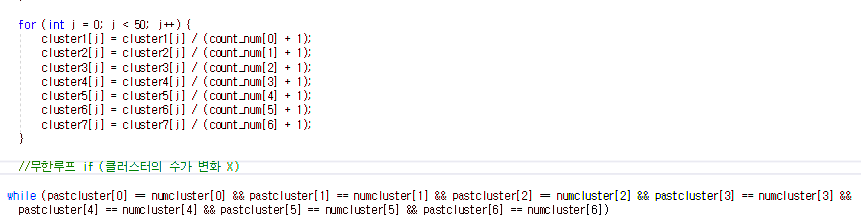 for (int j = 0; j < 50; j++) {
cluster1[j] = cluster1[j] / (count_num[0] + 1);
cluster2[j] = cluster2[j] / (count_num[1] + 1);
cluster3[j] = cluster3[j] / (count_num[2] + 1);
cluster4[j] = cluster4[j] / (count_num[3] + 1);
cluster5[j] = cluster5[j] / (count_num[4] + 1);
cluster6[j] = cluster6[j] / (count_num[5] + 1);
cluster7[j] = cluster7[j] / (count_num[6] + 1);
}
//무한루프 if (클러스터의 수가 변화 X)
while (pastcluster[0] == numcluster[0] && pastcluster[1] == numcluster[1] && pastcluster[2] == numcluster[2] && pastcluster[3] == numcluster[3] &&
pastcluster[4] == numcluster[4] && pastcluster[5] == numcluster[5] && pastcluster[6] == numcluster[6])